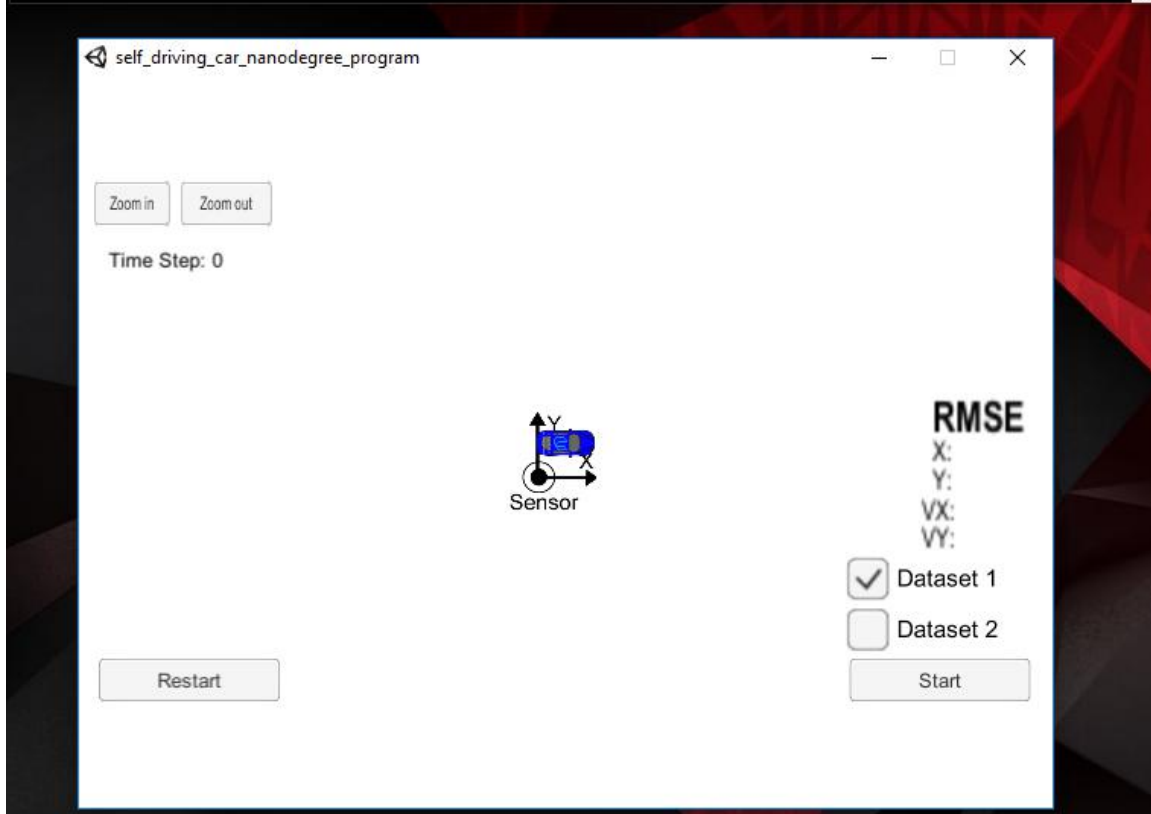 self_driving_car_nanodegree_program
Zoom in Zoom out
Time Step: 0
Y
X
Sensor
RMSE
X:
Y:
VX:
VY:
Dataset 1
Dataset 2
Restart Start